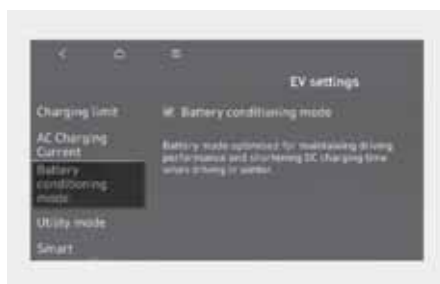 EV settings
Charging limit
Battery conditioning mode
AC Charging
Current
Battery mode optimised for maintaining driving
performance and shortening DC charging time
when driving in winter.
Battery
conditioning
mode
Utility mode
Smart